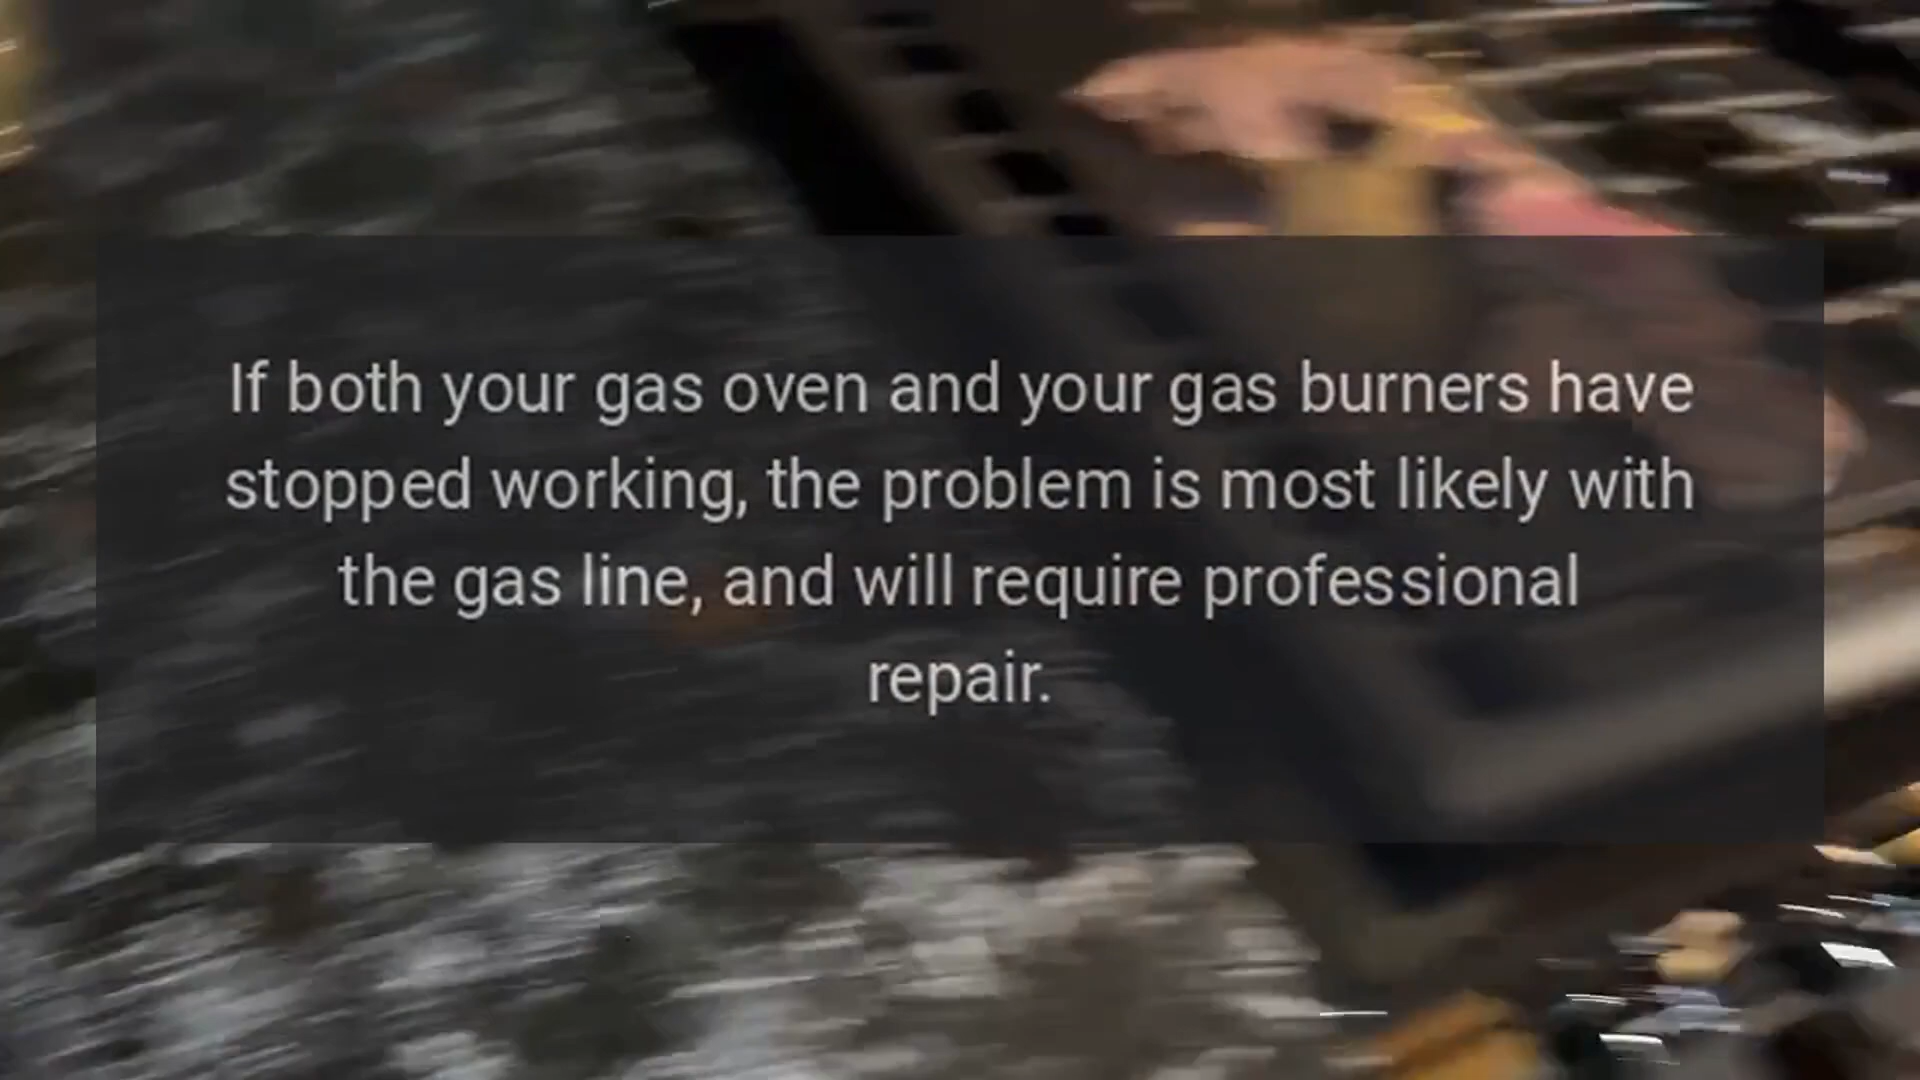 If both your gas oven and your gas burners have
stopped working, the problem is most likely with
the gas line, and will require professional
repair.